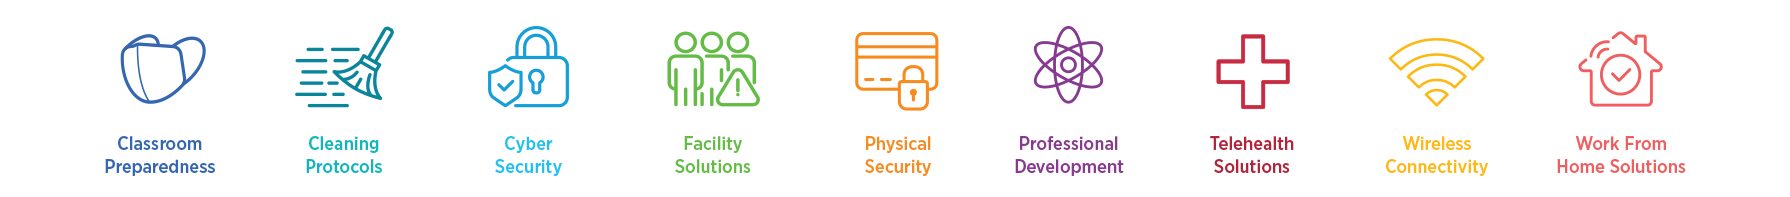 Classroom
Preparedness
Cleaning
Protocols
Cyber
Security
Facility
Solutions
Physical
Security
Professional
Development
Telehealth
Solutions
Wireless
Connectivity
Work From
Home Solutions